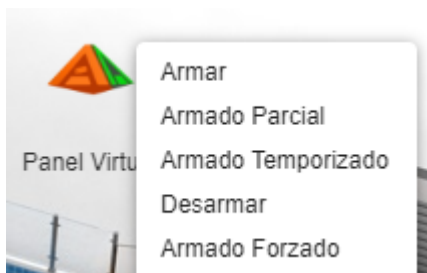 Armar
Armado Parcial
Panel Virtu
Armado Temporizado
Desarmar
Armado Forzado